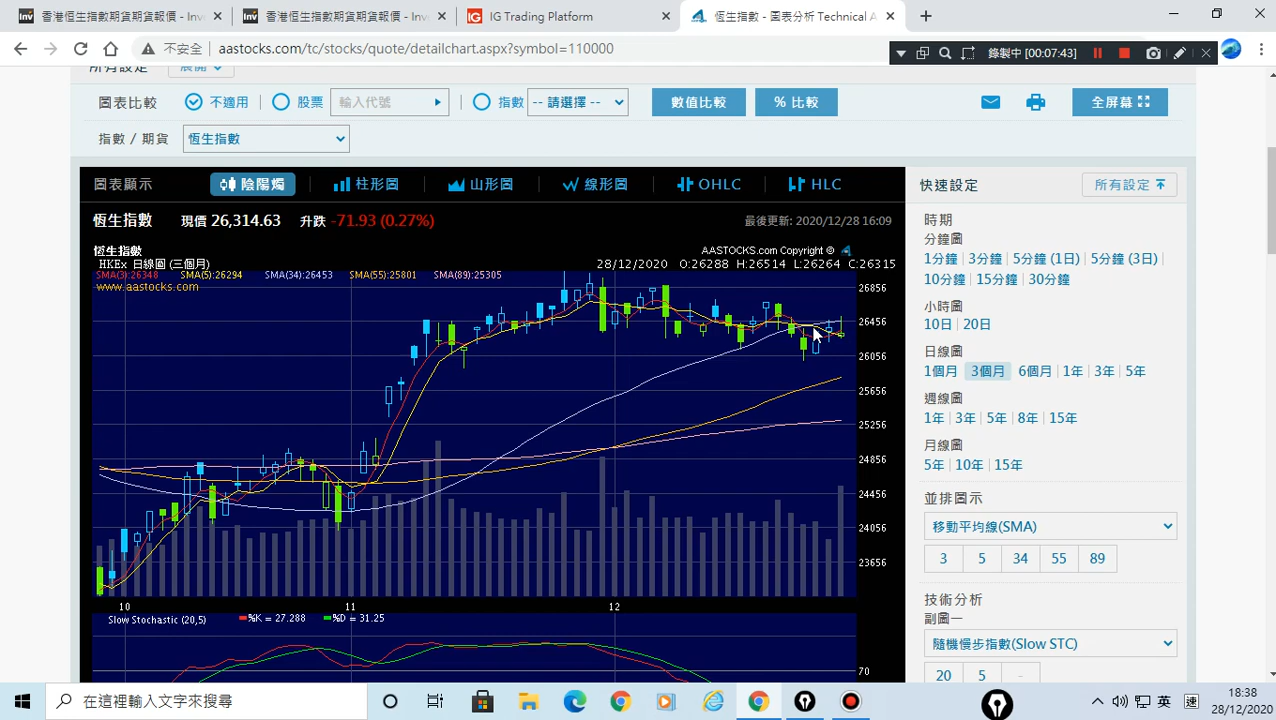 香港恆生指數期貨期貨報價 - Inv
香港恆生指數期貨期貨報價 - Inv
IG Trading Platform
恆生指數 - 圖表分析 Technical A
不安全 aastocks.com/tc/stocks/quote/detailchart.aspx?symbol=110000
錄製中 [00:07:43]
所有設定 展開
圖表比較 不適用 股票 輸入代號 指數 -- 請選擇 -- 數值比較 % 比較 全屏幕
指數 / 期貨 恆生指數
圖表顯示 陰陽燭 柱形圖 山形圖 線形圖 OHLC HLC
快速設定 所有設定
恆生指數 現價 26,314.63 升跌 -71.93 (0.27%) 最後更新: 2020/12/28 16:09
恆生指數 AASTOCKS.com Copyright ©
HKEx 日線圖 (三個月) 28/12/2020 O:26288 H:26514 L:26264 C:26315
SMA(3):26348 SMA(5):26294 SMA(34):26453 SMA(55):25801 SMA(89):25305
www.aastocks.com
26856
26456
26056
25656
25256
24856
24456
24056
23656
10 11 12
Slow Stochastic (20,5) %K = 27.288 %D = 31.25
70
時期
分鐘圖
1分鐘 | 3分鐘 | 5分鐘 (1日) | 5分鐘 (3日) |
10分鐘 | 15分鐘 | 30分鐘
小時圖
10日 | 20日
日線圖
1個月 3個月 6個月 | 1年 | 3年 | 5年
週線圖
1年 | 3年 | 5年 | 8年 | 15年
月線圖
5年 | 10年 | 15年
並排圖示
移動平均線(SMA)
3 5 34 55 89
技術分析
副圖一
隨機慢步指數(Slow STC)
20 5 -
在這裡輸入文字來搜尋
英
速
18:38
28/12/2020